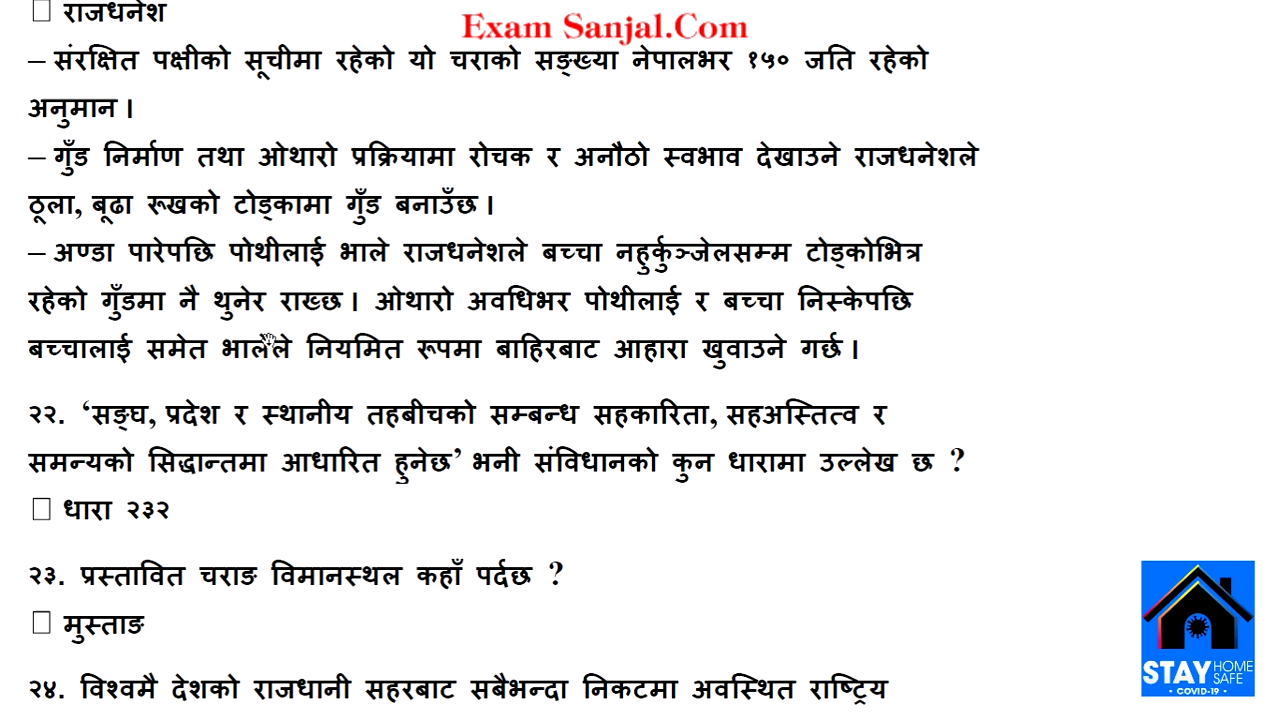 राजधनेश
Exam Sanjal.Com
– संरक्षित पक्षीको सूचीमा रहेको यो चराको सङ्ख्या नेपालभर १५० जति रहेको
अनुमान ।
– गुँड निर्माण तथा ओथारो प्रक्रियामा रोचक र अनौठो स्वभाव देखाउने राजधनेशले
ठूला, बूढा रूखको टोड्कामा गुँड बनाउँछ ।
– अण्डा पारेपछि पोथीलाई भाले राजधनेशले बच्चा नहुर्कुञ्जेलसम्म टोड्कोभित्र
रहेको गुँडमा नै थुनेर राख्छ । ओथारो अवधिभर पोथीलाई र बच्चा निस्केपछि
बच्चालाई समेत भालेले नियमित रूपमा बाहिरबाट आहारा खुवाउने गर्छ ।
२२. ‘सङ्घ, प्रदेश र स्थानीय तहबीचको सम्बन्ध सहकारिता, सहअस्तित्व र
समन्यको सिद्धान्तमा आधारित हुनेछ’ भनी संविधानको कुन धारामा उल्लेख छ ?
धारा २३२
२३. प्रस्तावित चराङ विमानस्थल कहाँ पर्दछ ?
मुस्ताङ
२४. विश्वमै देशको राजधानी सहरबाट सबैभन्दा निकटमा अवस्थित राष्ट्रिय
STAY HOME SAFE
• COVID-19 •